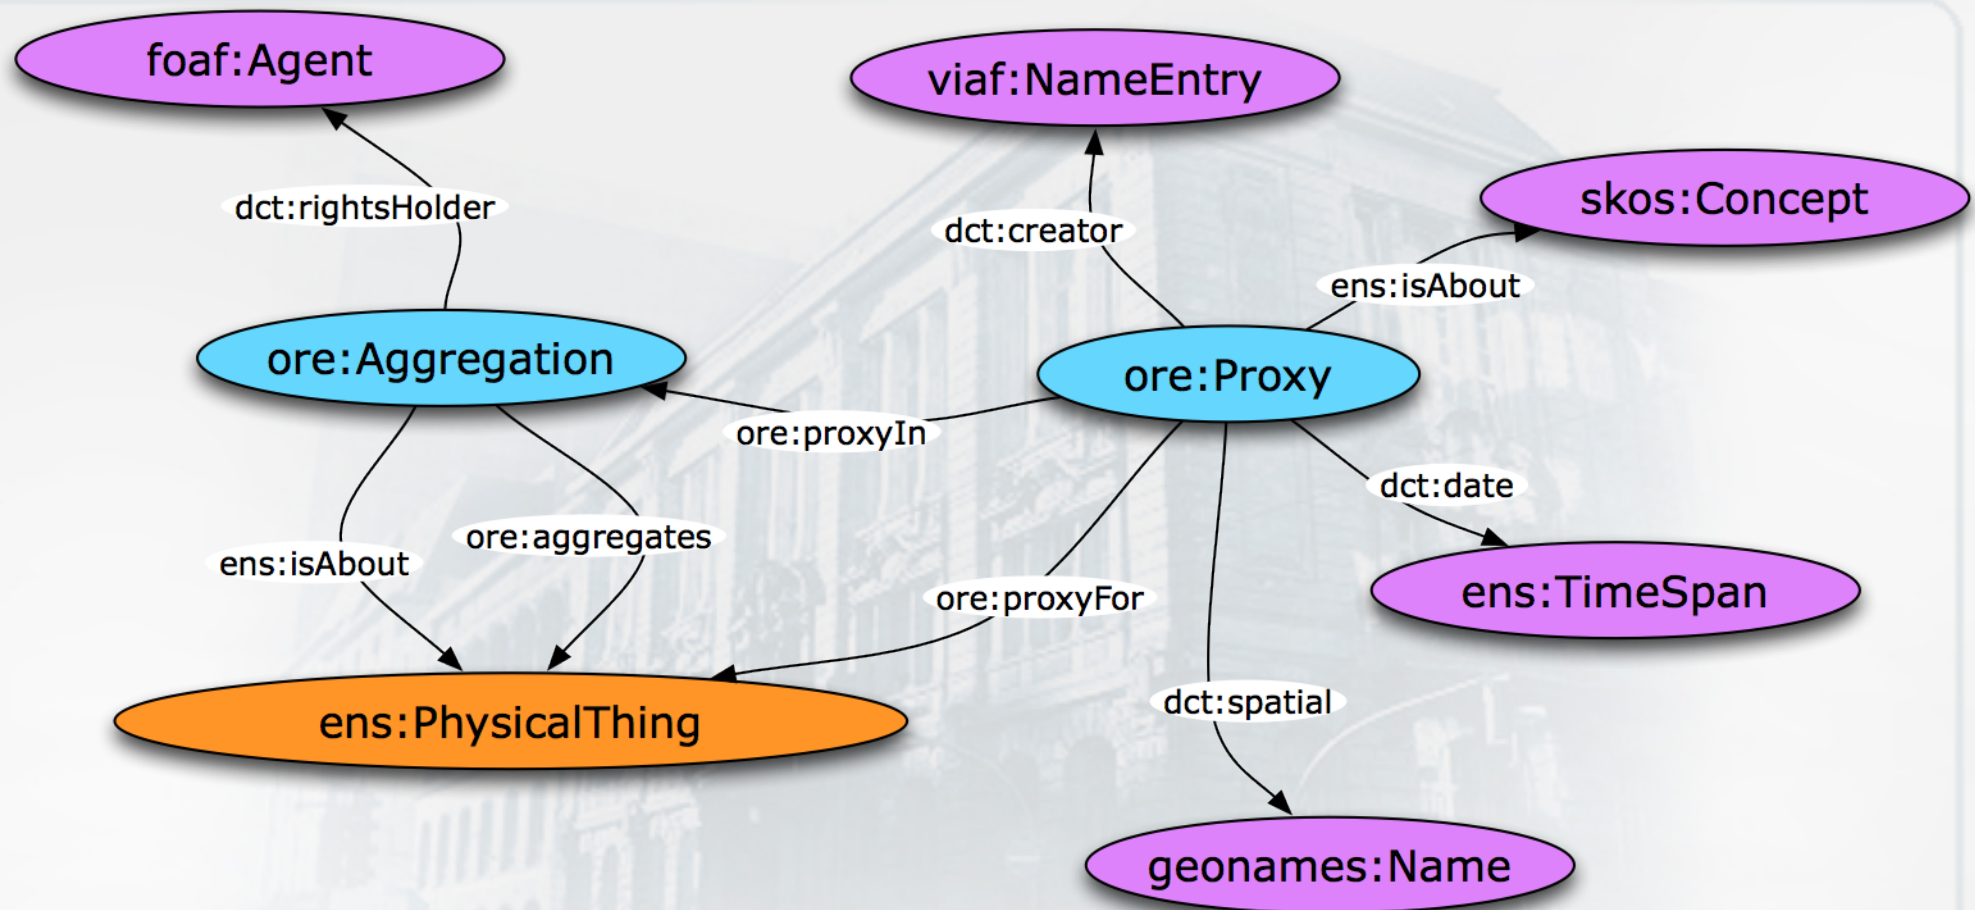 foaf:Agent
viaf:NameEntry
skos:Concept
dct:rightsHolder
dct:creator
ens:isAbout
ore:Aggregation
ore:Proxy
ore:proxyIn
dct:date
ens:isAbout
ore:aggregates
ore:proxyFor
ens:TimeSpan
dct:spatial
ens:PhysicalThing
geonames:Name